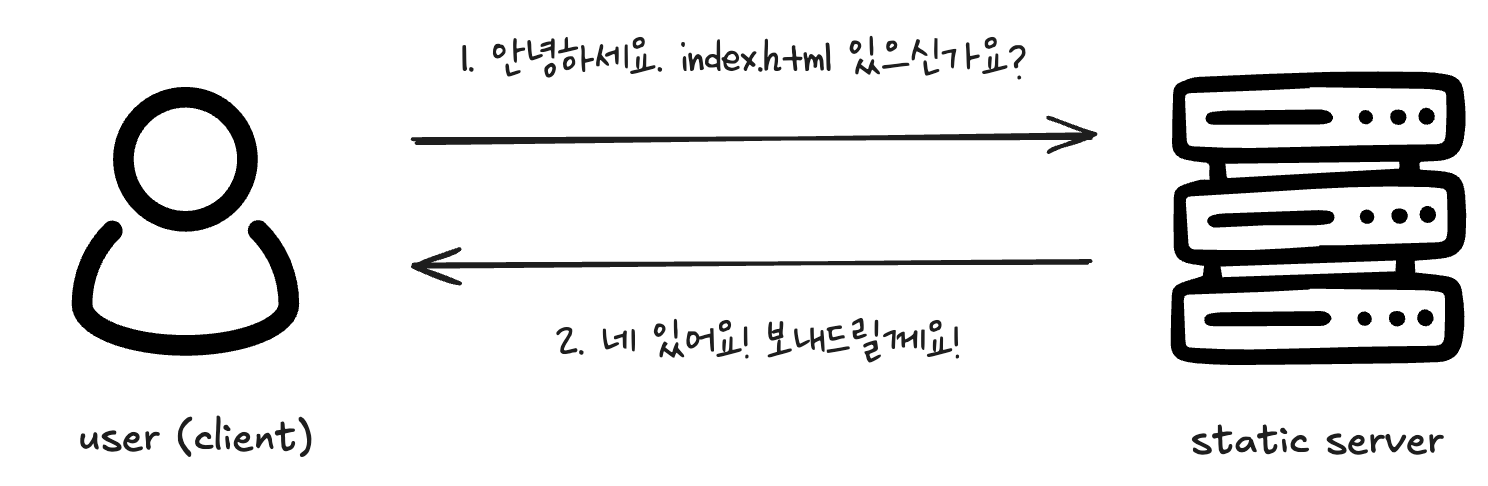 1. 안녕하세요. index.html 있으신가요?
2. 네 있어요! 보내드릴께요!
user (client)
static server